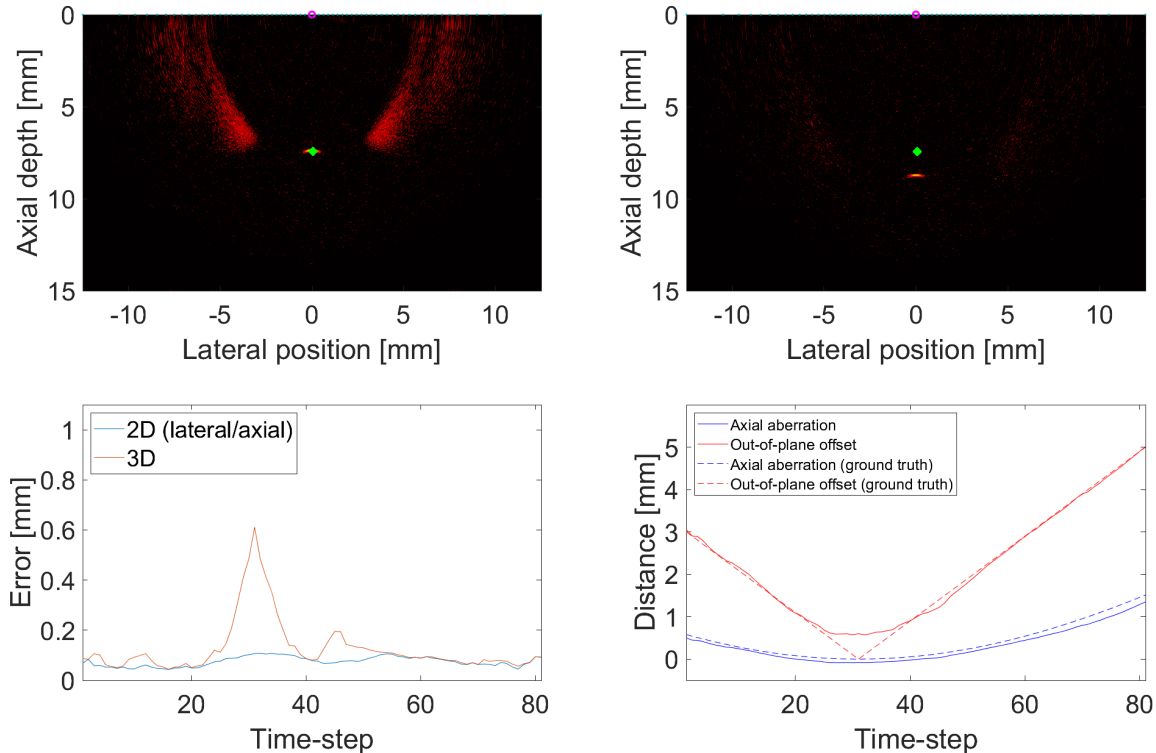 0
5
10
15
Axial depth [mm]
-10 -5 0 5 10
Lateral position [mm]
0
5
10
15
Axial depth [mm]
-10 -5 0 5 10
Lateral position [mm]
1
0.8
0.6
0.4
0.2
0
Error [mm]
2D (lateral/axial)
3D
20 40 60 80
Time-step
5
4
3
2
1
0
Distance [mm]
Axial aberration
Out-of-plane offset
Axial aberration (ground truth)
Out-of-plane offset (ground truth)
20 40 60 80
Time-step